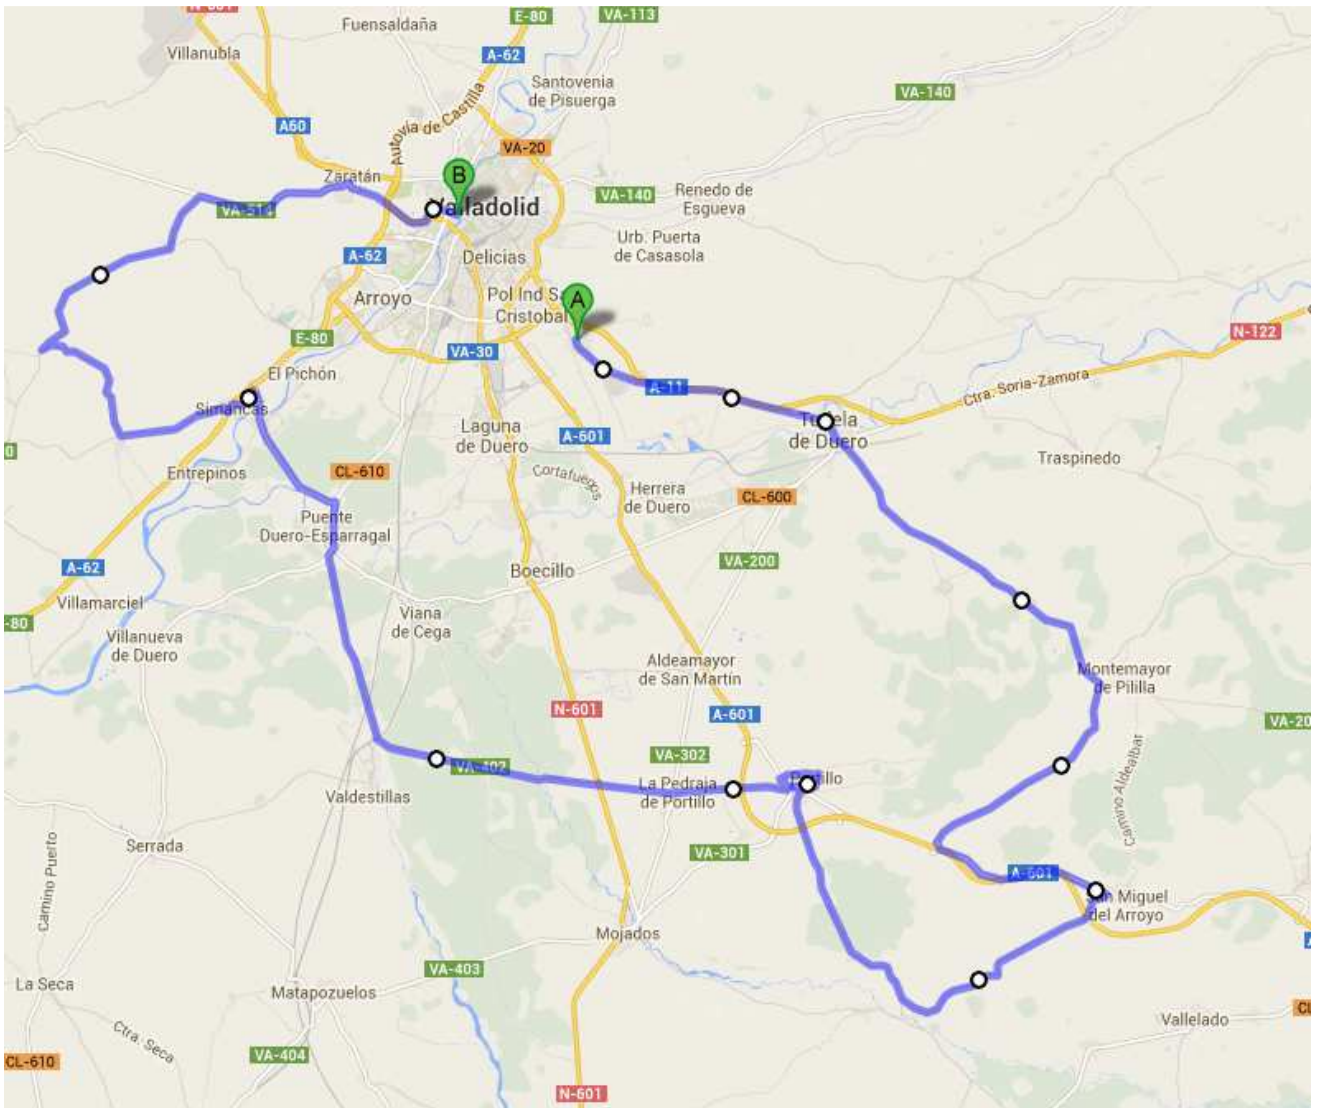 Fuensaldaña
E-80
VA-113
Villanubla
A-62
Santovenia
de Pisuerga
VA-140
A60
Autovía de Castilla
VA-20
Zaratán
B
VA-140
Renedo de
Esgueva
Valladolid
VA-514
Urb. Puerta
de Casasola
A-62
Delicias
Arroyo
Pol Ind S
Cristobal
A
E-80
VA-30
N-122
El Pichón
A-11
Ctra. Soria-Zamora
Simancas
Laguna
de Duero
A-601
Tudela
de Duero
Traspinedo
Entrepinos
CL-610
Cortafuegos
Herrera
de Duero
CL-600
Puente
Duero-Esparragal
A-62
Boecillo
VA-200
Villamarciel
-80
Viana
de Cega
Villanueva
de Duero
Aldeamayor
de San Martín
Montemayor
de Pililla
N-601
A-601
VA-20
VA-302
VA-402
Portillo
La Pedraja
de Portillo
Valdestillas
Camino Aldealbar
Serrada
VA-301
A-601
Camino Puerto
San Miguel
del Arroyo
Mojados
VA-403
La Seca
Matapozuelos
Vallelado
CL
Ctra. Seca
VA-404
CL-610
N-601